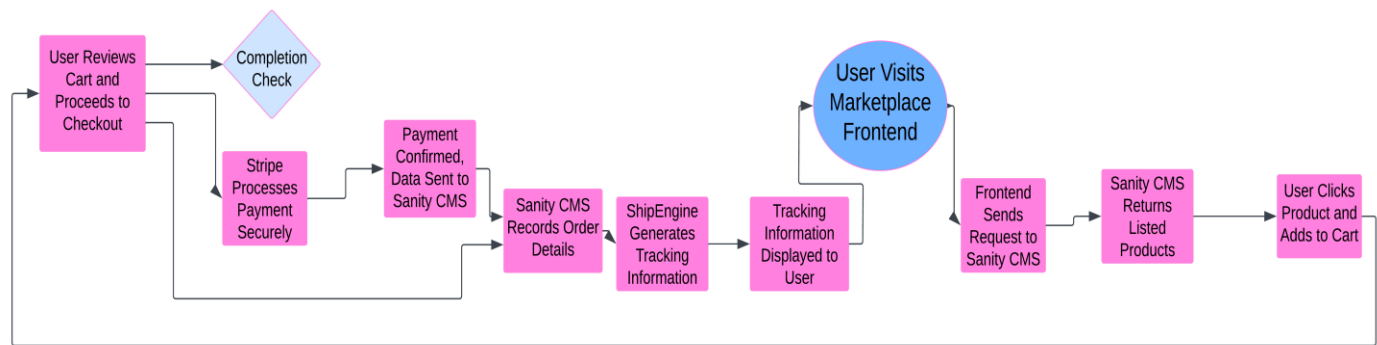 User Reviews
Cart and
Proceeds to
Checkout
Completion
Check
Stripe
Processes
Payment
Securely
Payment
Confirmed,
Data Sent to
Sanity CMS
Sanity CMS
Records Order
Details
ShipEngine
Generates
Tracking
Information
Tracking
Information
Displayed to
User
User Visits
Marketplace
Frontend
Frontend
Sends
Request to
Sanity CMS
Sanity CMS
Returns
Listed
Products
User Clicks
Product and
Adds to Cart